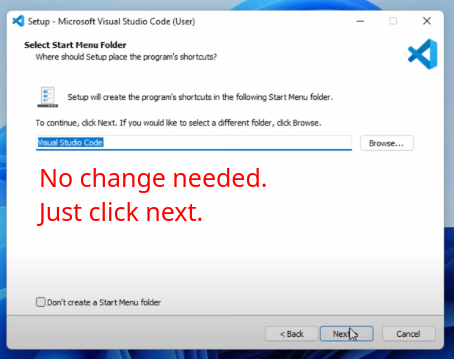 Setup - Microsoft Visual Studio Code (User)
Select Start Menu Folder
Where should Setup place the program's shortcuts?
Setup will create the program's shortcuts in the following Start Menu folder.
To continue, click Next. If you would like to select a different folder, click Browse.
Visual Studio Code
Browse...
No change needed.
Just click next.
Don't create a Start Menu folder
< Back
Next >
Cancel